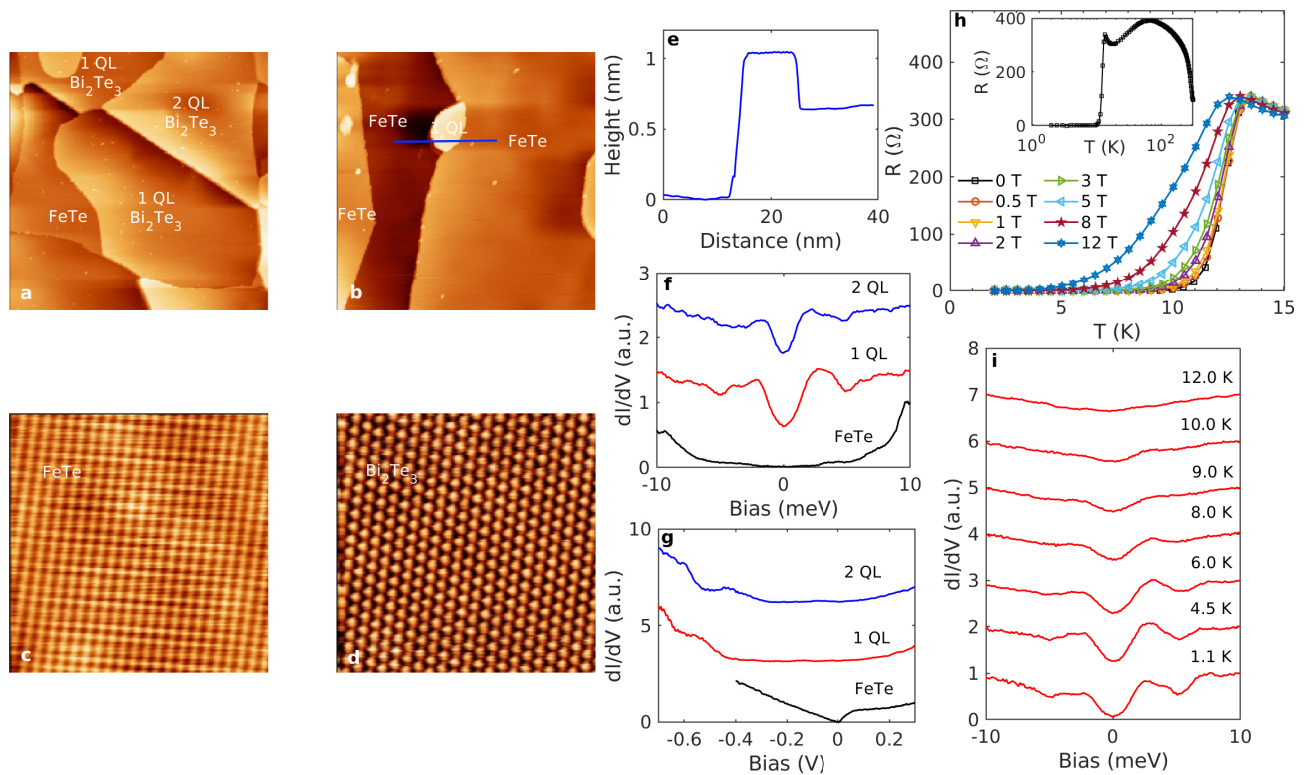 1 QL
Bi2Te3
2 QL
Bi2Te3
1 QL
Bi2Te3
FeTe
a
FeTe
1 QL
FeTe
FeTe
b
FeTe
c
Bi2Te3
d
e
Height (nm)
1
0.5
0
0 20 40
Distance (nm)
f
dI/dV (a.u.)
3
2
1
0
2 QL
1 QL
FeTe
-10 0 10
Bias (meV)
g
dI/dV (a.u.)
10
5
0
2 QL
1 QL
FeTe
-0.6 -0.4 -0.2 0 0.2
Bias (V)
h
R (Ω)
400
300
200
100
0
R (Ω)
400
200
0
10^0 10^2
T (K)
0 T 3 T
0.5 T 5 T
1 T 8 T
2 T 12 T
0 5 10 15
T (K)
i
dI/dV (a.u.)
8
7
6
5
4
3
2
1
0
12.0 K
10.0 K
9.0 K
8.0 K
6.0 K
4.5 K
1.1 K
-10 0 10
Bias (meV)